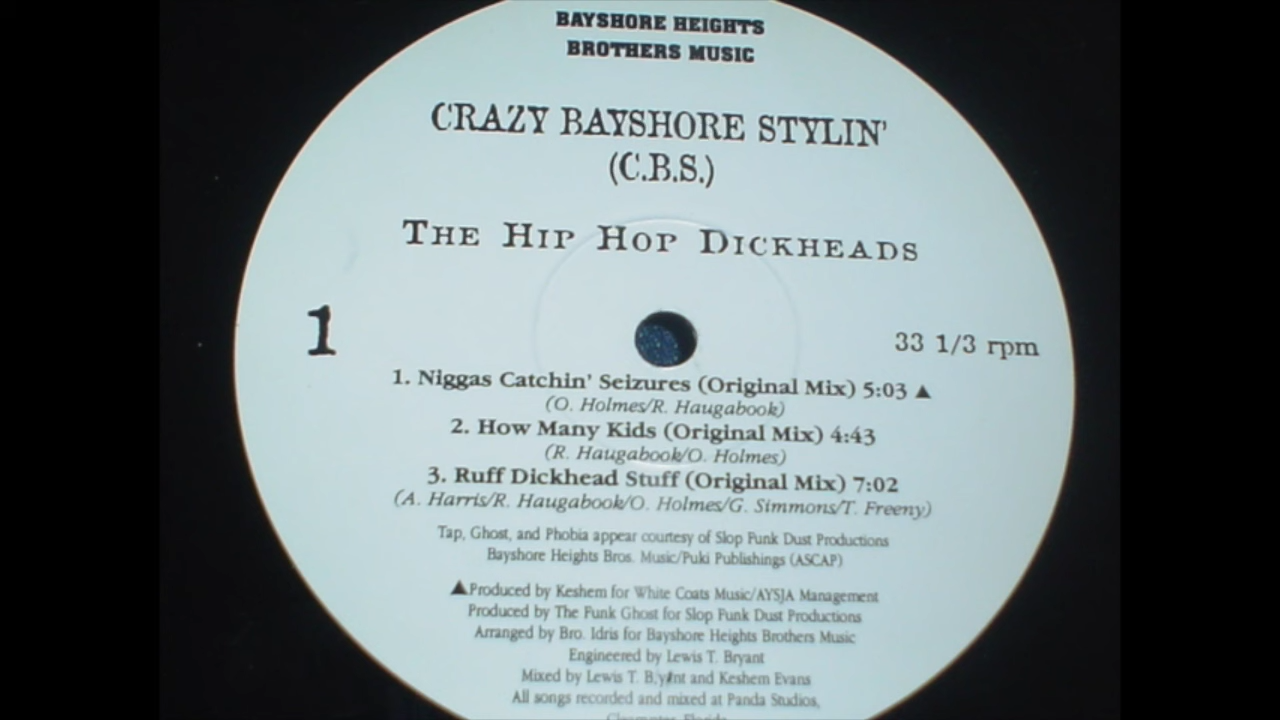 BAYSHORE HEIGHTS
BROTHERS MUSIC
CRAZY BAYSHORE STYLIN'
(C.B.S.)
THE HIP HOP DICKHEADS
1
33 1/3 rpm
1. Niggas Catchin' Seizures (Original Mix) 5:03 ▲
(O. Holmes/R. Haugabook)
2. How Many Kids (Original Mix) 4:43
(R. Haugabook/O. Holmes)
3. Ruff Dickhead Stuff (Original Mix) 7:02
(A. Harris/R. Haugabook/O. Holmes/G. Simmons/T. Freeny)
Tap, Ghost, and Phobia appear courtesy of Slop Funk Dust Productions
Bayshore Heights Bros. Music/Puki Publishings (ASCAP)
▲Produced by Keshem for White Coats Music/AYSJA Management
Produced by The Funk Ghost for Slop Funk Dust Productions
Arranged by Bro. Idris for Bayshore Heights Brothers Music
Engineered by Lewis T. Bryant
Mixed by Lewis T. Bryant and Keshem Evans
All songs recorded and mixed at Panda Studios,
Clearwater, Florida